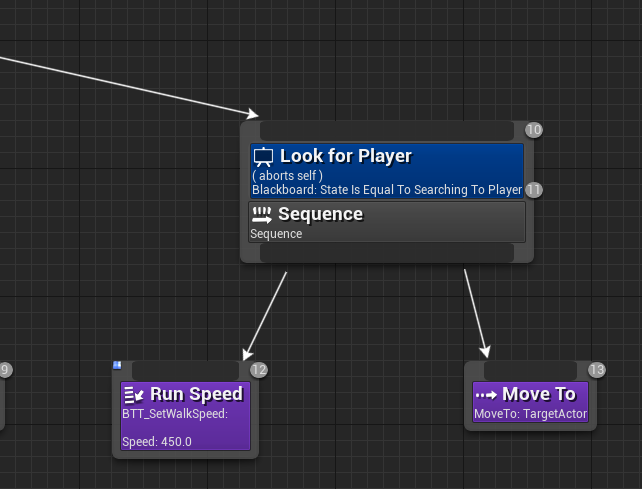 10
Look for Player
( aborts self )
Blackboard: State Is Equal To Searching To Player
11
Sequence
Sequence
9
12
Run Speed
BTT_SetWalkSpeed:
Speed: 450.0
13
Move To
MoveTo: TargetActor